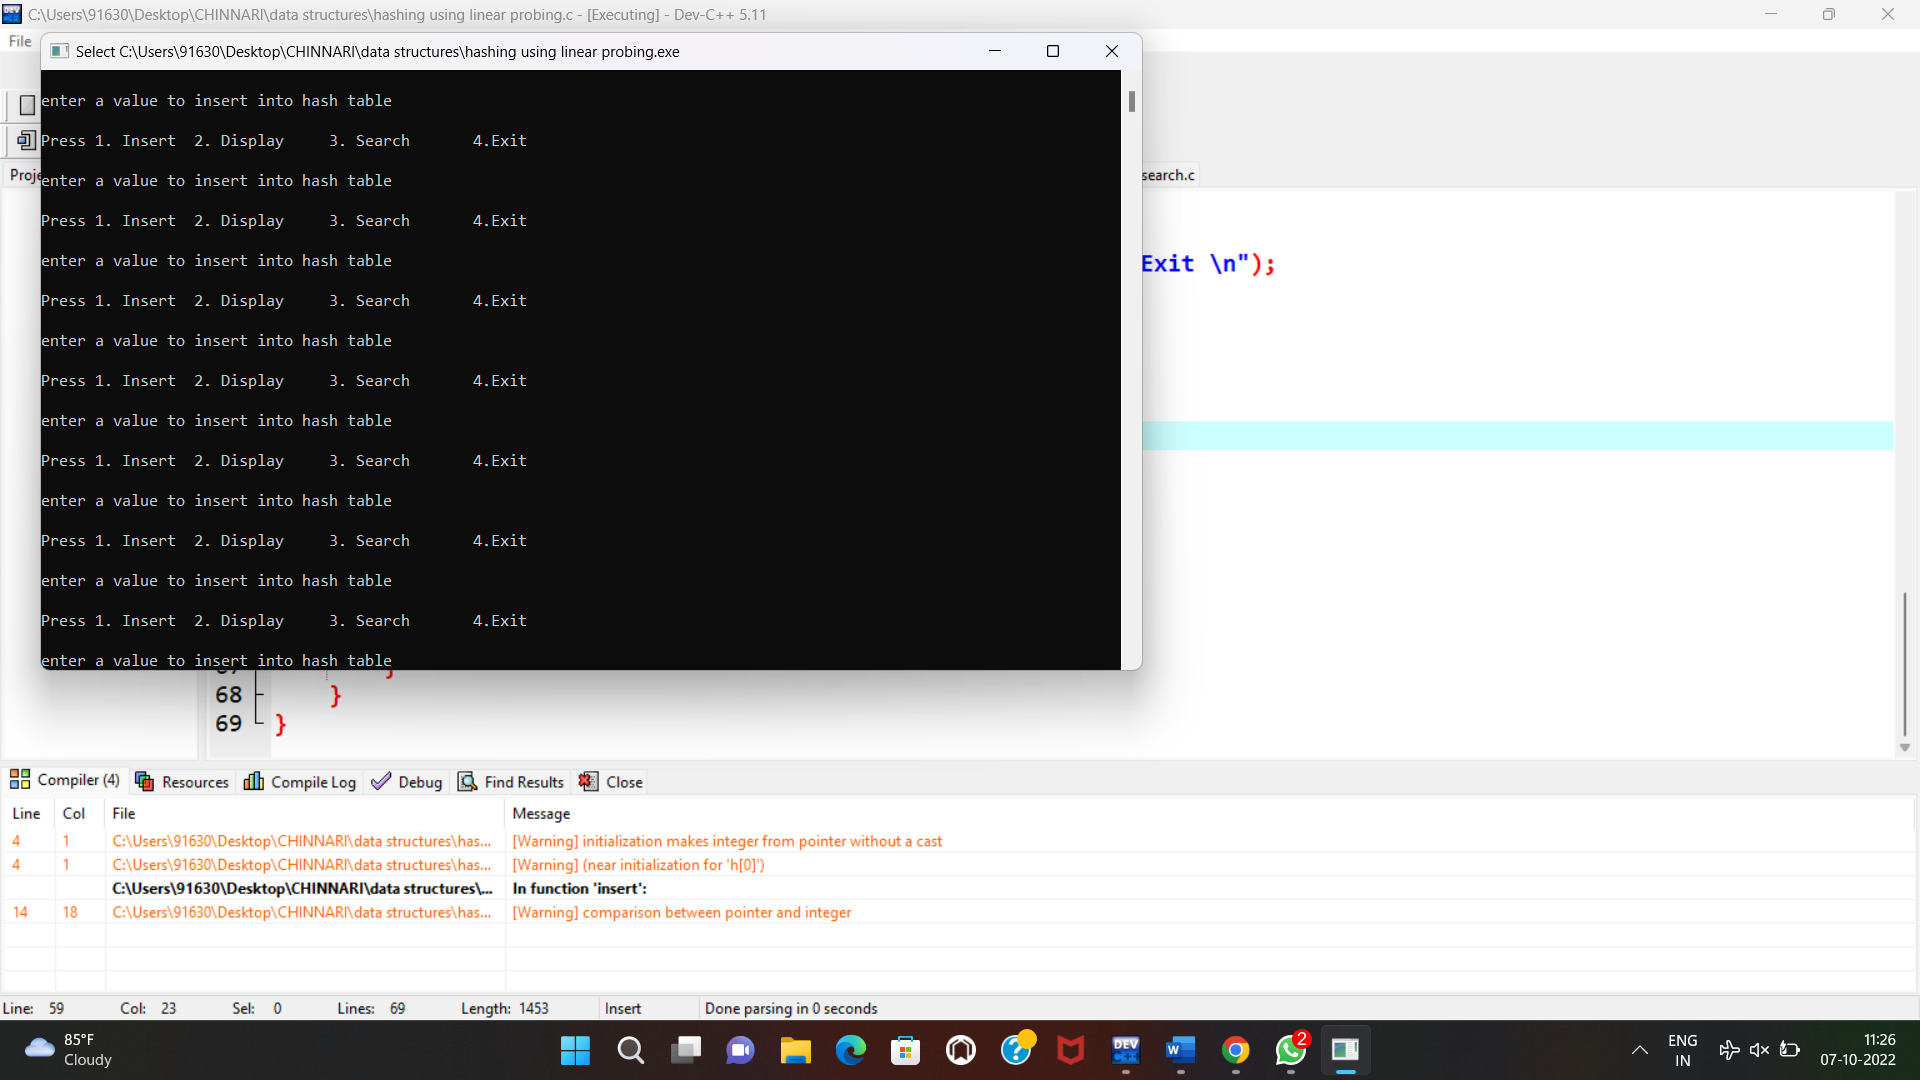 C:\Users\91630\Desktop\CHINNARI\data structures\hashing using linear probing.c - [Executing] - Dev-C++ 5.11
File
Select C:\Users\91630\Desktop\CHINNARI\data structures\hashing using linear probing.exe
enter a value to insert into hash table
Press 1. Insert  2. Display     3. Search       4.Exit
Proje
enter a value to insert into hash table
search.c
Press 1. Insert  2. Display     3. Search       4.Exit
enter a value to insert into hash table
Exit \n");
Press 1. Insert  2. Display     3. Search       4.Exit
enter a value to insert into hash table
Press 1. Insert  2. Display     3. Search       4.Exit
enter a value to insert into hash table
Press 1. Insert  2. Display     3. Search       4.Exit
enter a value to insert into hash table
Press 1. Insert  2. Display     3. Search       4.Exit
enter a value to insert into hash table
Press 1. Insert  2. Display     3. Search       4.Exit
enter a value to insert into hash table
68 }
69 }
Compiler (4) Resources Compile Log Debug Find Results Close
Line Col File Message
4 1 C:\Users\91630\Desktop\CHINNARI\data structures\has... [Warning] initialization makes integer from pointer without a cast
4 1 C:\Users\91630\Desktop\CHINNARI\data structures\has... [Warning] (near initialization for 'h[0]')
C:\Users\91630\Desktop\CHINNARI\data structures\... In function 'insert':
14 18 C:\Users\91630\Desktop\CHINNARI\data structures\has... [Warning] comparison between pointer and integer
Line: 59 Col: 23 Sel: 0 Lines: 69 Length: 1453 Insert Done parsing in 0 seconds
85°F
Cloudy
DEV
C++
W
2
ENG
IN
11:26
07-10-2022